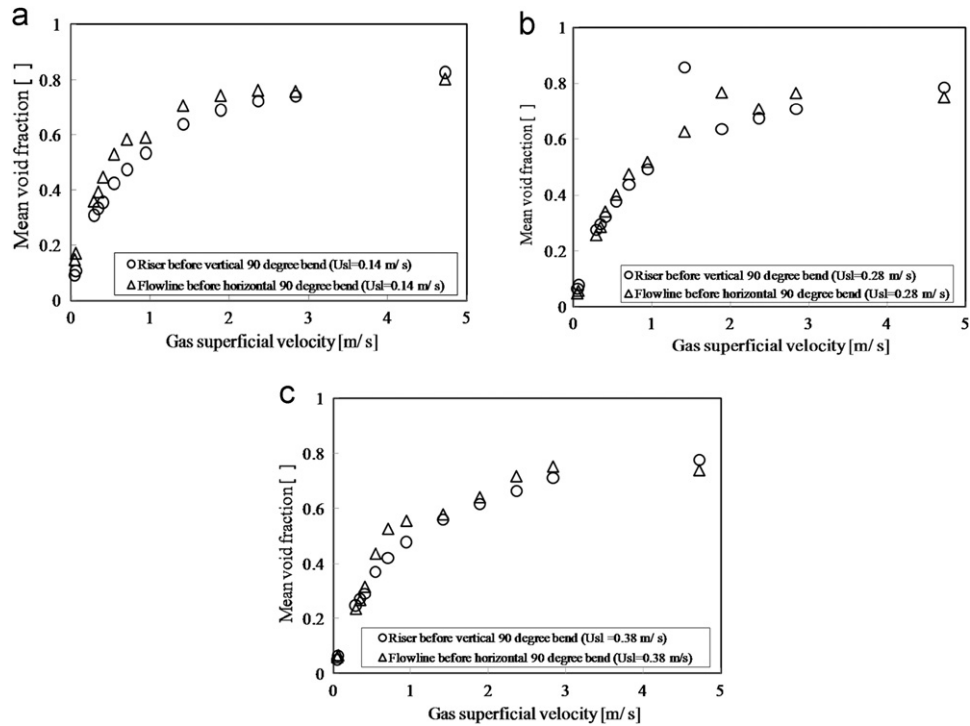 a
1
0.8
0.6
0.4
0.2
0
0 1 2 3 4 5
Mean void fraction [ ]
Gas superficial velocity [m/ s]
Riser before vertical 90 degree bend (Usl=0.14 m/ s)
Flowline before horizontal 90 degree bend (Usl=0.14 m/ s)
b
1
0.8
0.6
0.4
0.2
0
0 1 2 3 4 5
Mean void fraction [ ]
Gas superficial velocity [m/ s]
Riser before vertical 90 degree bend (Usl=0.28 m/ s)
Flowline before horizontal 90 degree bend (Usl=0.28 m/ s)
c
1
0.8
0.6
0.4
0.2
0
0 1 2 3 4 5
Mean void fraction [ ]
Gas superficial velocity [m/ s]
Riser before vertical 90 degree bend (Usl =0.38 m/ s)
Flowline before horizontal 90 degree bend (Usl=0.38 m/s)